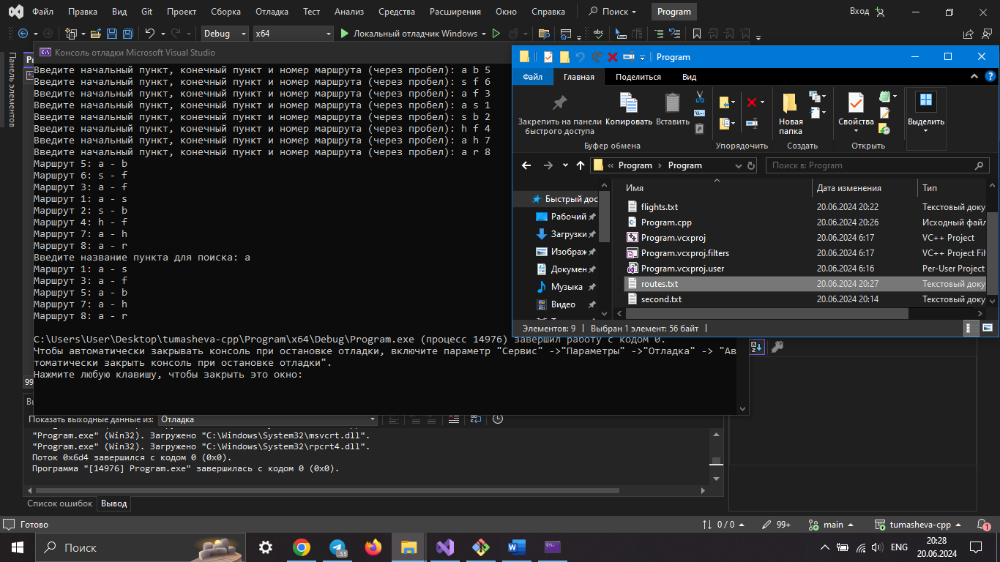 Файл Правка Вид Git Проект Сборка Отладка Тест Анализ Средства Расширения Окно Справка Поиск Program Вход
Debug x64 Локальный отладчик Windows
Панель элементов
Консоль отладки Microsoft Visual Studio
Введите начальный пункт, конечный пункт и номер маршрута (через пробел): a b 5
Введите начальный пункт, конечный пункт и номер маршрута (через пробел): s f 6
Введите начальный пункт, конечный пункт и номер маршрута (через пробел): a f 3
Введите начальный пункт, конечный пункт и номер маршрута (через пробел): a s 1
Введите начальный пункт, конечный пункт и номер маршрута (через пробел): s b 2
Введите начальный пункт, конечный пункт и номер маршрута (через пробел): h f 4
Введите начальный пункт, конечный пункт и номер маршрута (через пробел): a h 7
Введите начальный пункт, конечный пункт и номер маршрута (через пробел): a r 8
Маршрут 5: a - b
Маршрут 6: s - f
Маршрут 3: a - f
Маршрут 1: a - s
Маршрут 2: s - b
Маршрут 4: h - f
Маршрут 7: a - h
Маршрут 8: a - r
Введите название пункта для поиска: a
Маршрут 1: a - s
Маршрут 3: a - f
Маршрут 5: a - b
Маршрут 7: a - h
Маршрут 8: a - r
C:\Users\User\Desktop\tumasheva-cpp\Program\x64\Debug\Program.exe (процесс 14976) завершил работу с кодом 0.
Чтобы автоматически закрывать консоль при остановке отладки, включите параметр "Сервис" ->"Параметры" ->"Отладка" -> "Ав
томатически закрыть консоль при остановке отладки".
Нажмите любую клавишу, чтобы закрыть это окно:
Program
Файл Главная Поделиться Вид
Закрепить на панели быстрого доступа Копировать Вставить Новая папка Свойства Выделить
Буфер обмена Упорядочить Создать Открыть
Program Program Поиск в: Program
Имя Дата изменения Тип
Быстрый дос
Рабочий
Загрузки
Изображ
Докумен
Музыка
Видео
flights.txt 20.06.2024 20:22 Текстовый доку
Program.cpp 20.06.2024 20:26 Исходный файл
Program.vcxproj 20.06.2024 6:17 VC++ Project
Program.vcxproj.filters 20.06.2024 6:17 VC++ Project Fil
Program.vcxproj.user 20.06.2024 6:16 Per-User Project
routes.txt 20.06.2024 20:27 Текстовый доку
second.txt 20.06.2024 20:14 Текстовый доку
Элементов: 9 Выбран 1 элемент: 56 байт
99
Показать выходные данные из: Отладка
"Program.exe" (Win32). Загружено "C:\Windows\System32\msvcrt.dll".
"Program.exe" (Win32). Загружено "C:\Windows\System32\rpcrt4.dll".
Поток 0x6d4 завершился с кодом 0 (0x0).
Программа "[14976] Program.exe" завершилась с кодом 0 (0x0).
Список ошибок Вывод
Готово 0 / 0 99+ main tumasheva-cpp 1
Поиск 55 ENG 20:28
20.06.2024